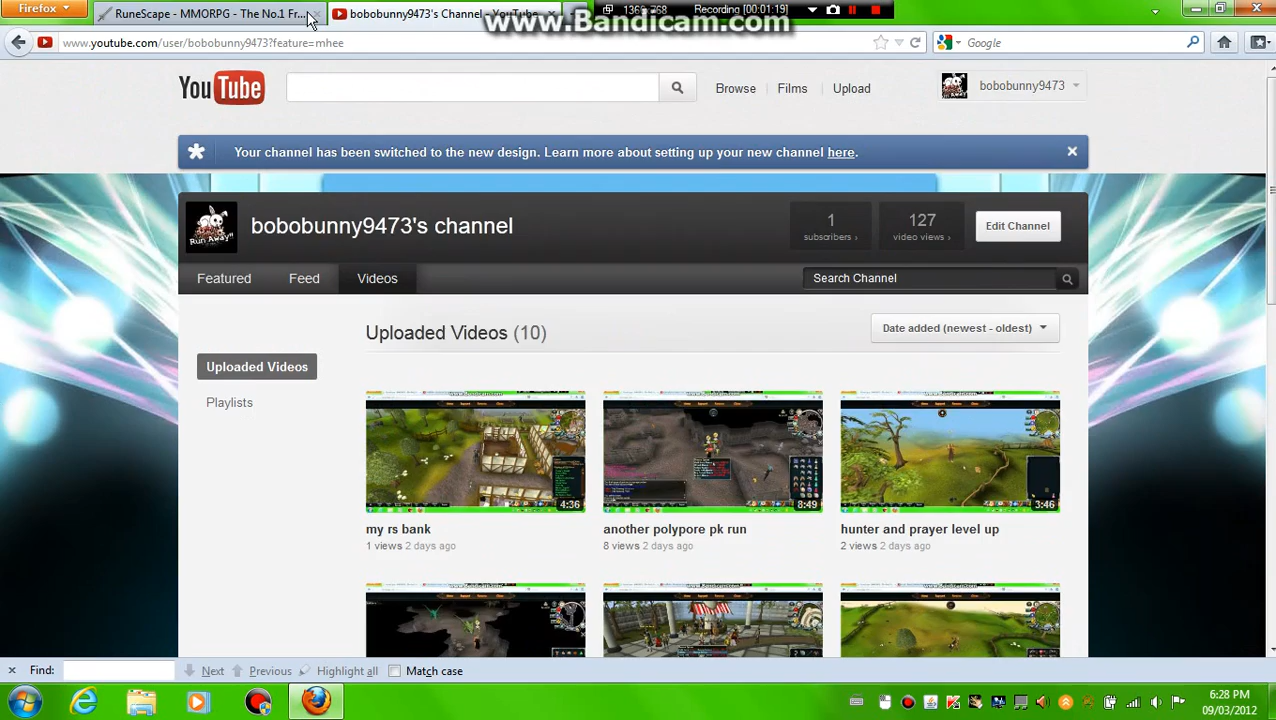 Firefox
RuneScape - MMORPG - The No.1 Fr...
bobobunny9473's Channel - YouTube
1366, 768
Recording [00:01:19]
www.Bandicam.com
www.youtube.com/user/bobobunny9473?feature=mhee
Google
YouTube
Browse
Films
Upload
bobobunny9473
Your channel has been switched to the new design. Learn more about setting up your new channel here.
Run Away!!
bobobunny9473's channel
1
subscribers ›
127
video views ›
Edit Channel
Featured
Feed
Videos
Search Channel
Uploaded Videos (10)
Date added (newest - oldest)
Uploaded Videos
Playlists
4:36
8:49
3:46
my rs bank
another polypore pk run
hunter and prayer level up
1 views 2 days ago
8 views 2 days ago
2 views 2 days ago
Find:
Next
Previous
Highlight all
Match case
6:28 PM
09/03/2012